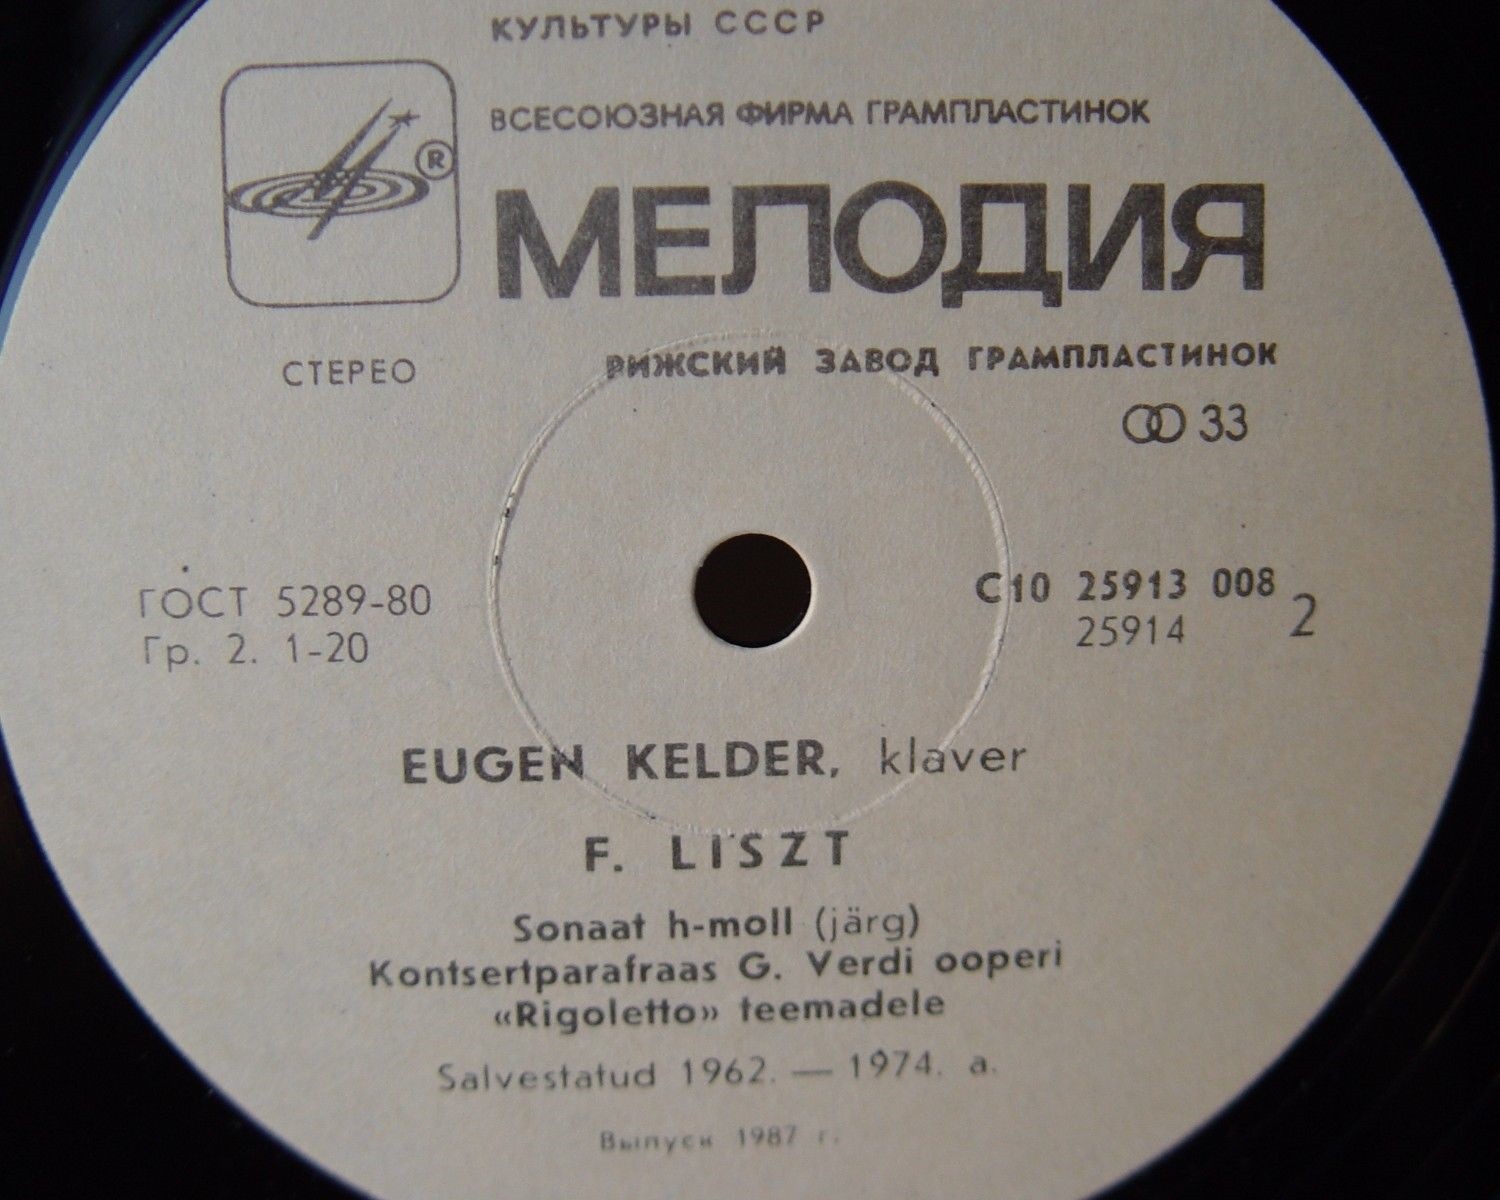 КУЛЬТУРЫ СССР
ВСЕСОЮЗНАЯ ФИРМА ГРАМПЛАСТИНОК
®
МЕЛОДИЯ
СТЕРЕО
РИЖСКИЙ ЗАВОД ГРАМПЛАСТИНОК
33
ГОСТ 5289-80
Гр. 2. 1-20
С10 25913 008
25914
2
EUGEN KELDER, klaver
F. LISZT
Sonaat h-moll (järg)
Kontsertparafraas G. Verdi ooperi
«Rigoletto» teemadele
Salvestatud 1962. — 1974. a.
Выпуск 1987 г.